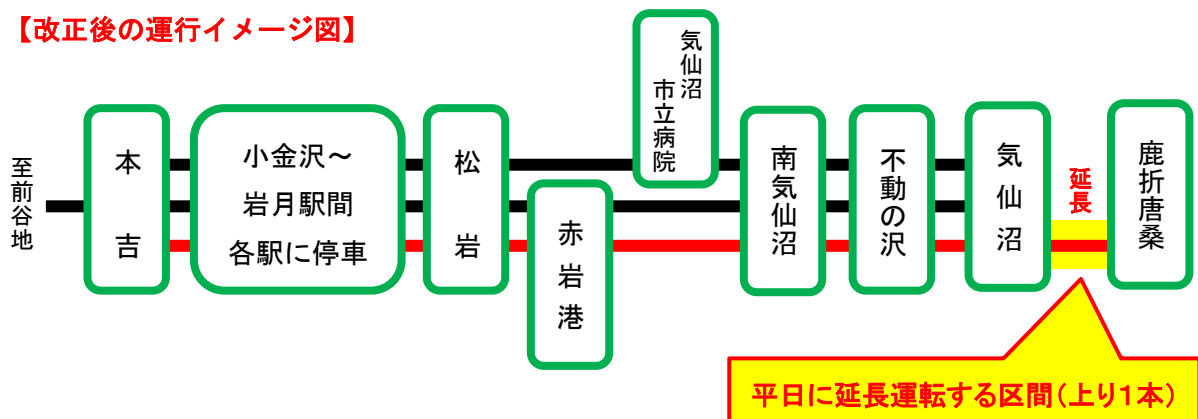 【改正後の運行イメージ図】
至前谷地
本吉
小金沢～
岩月駅間
各駅に停車
松岩
赤岩港
気仙沼
市立病院
南気仙沼
不動の沢
気仙沼
延長
鹿折唐桑
平日に延長運転する区間(上り1本)